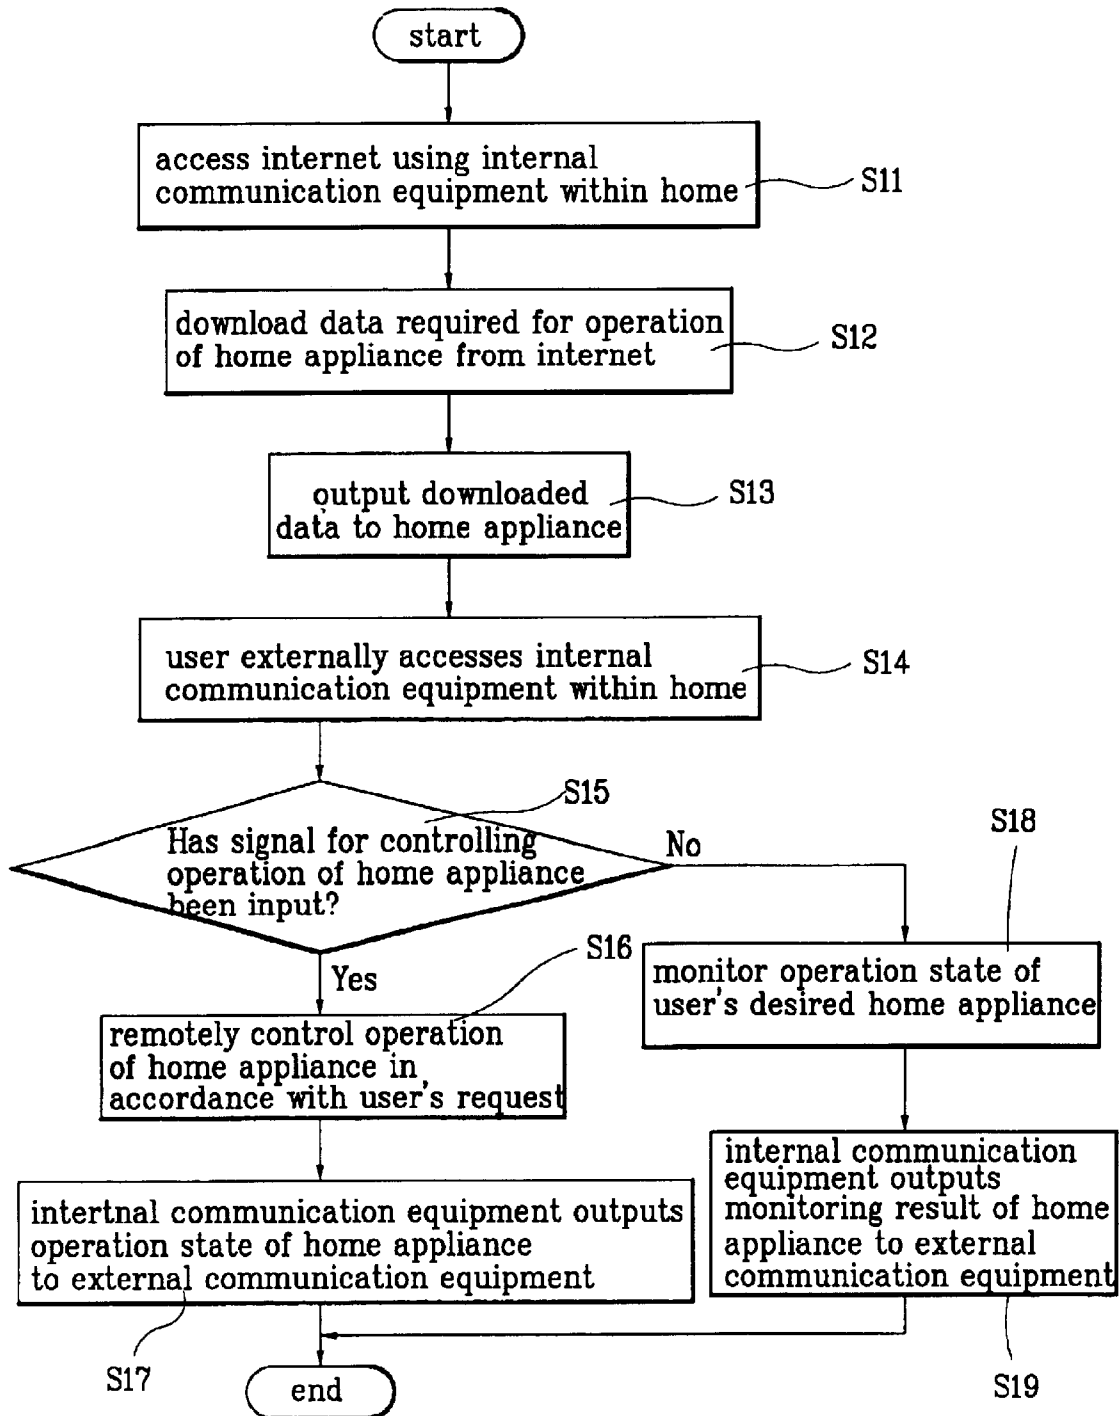 start
access internet using internal
communication equipment within home
S11
download data required for operation
of home appliance from internet
S12
output downloaded
data to home appliance
S13
user externally accesses internal
communication equipment within home
S14
S15
Has signal for controlling
operation of home appliance
been input?
No
Yes
S16
remotely control operation
of home appliance in
accordance with user's request
intertnal communication equipment outputs
operation state of home appliance
to external communication equipment
S17
S18
monitor operation state of
user's desired home appliance
internal communication
equipment outputs
monitoring result of home
appliance to external
communication equipment
S19
end